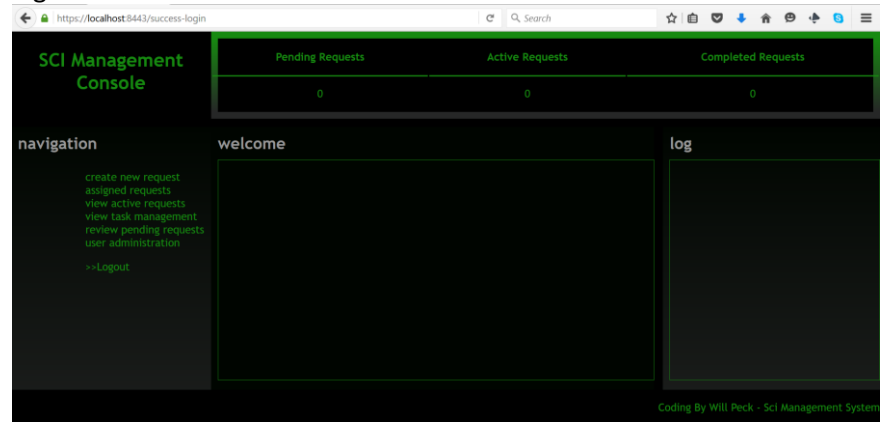 https://localhost:8443/success-login
Search
SCI Management
Console
Pending Requests
Active Requests
Completed Requests
0
0
0
navigation
create new request
assigned requests
view active requests
view task management
review pending requests
user administration
>>Logout
welcome
log
Coding By Will Peck - Sci Management System